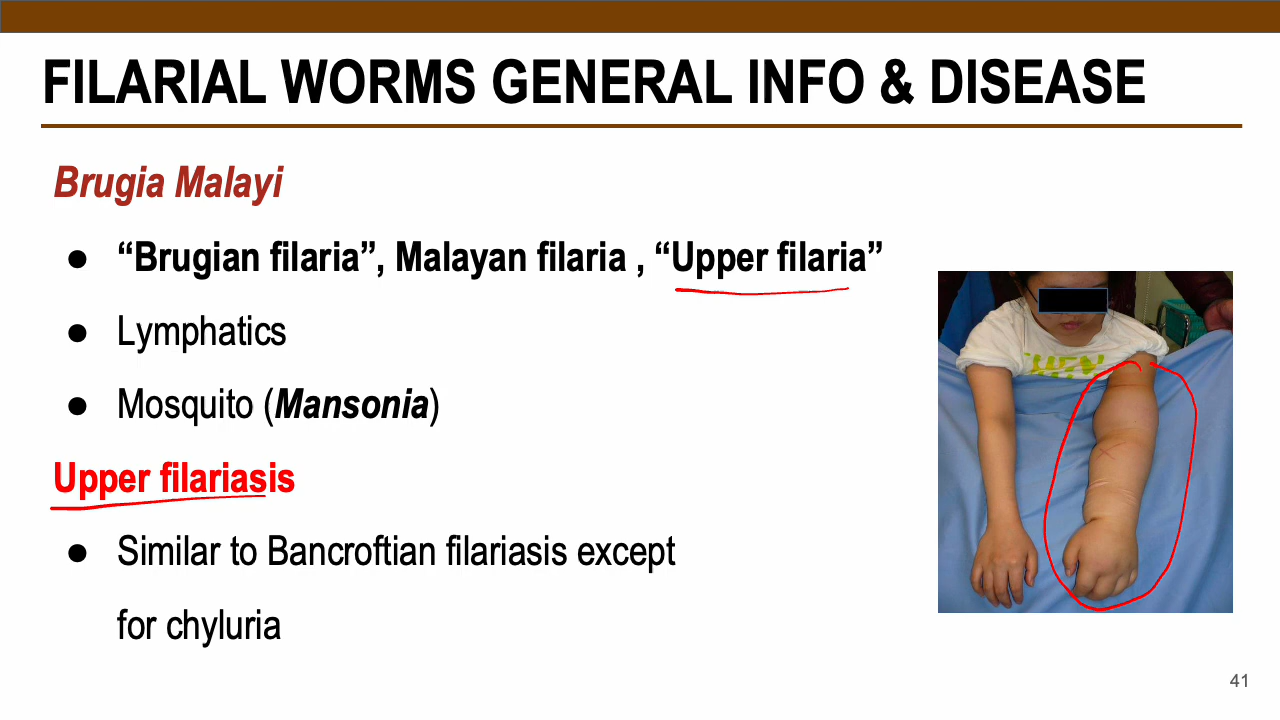 FILARIAL WORMS GENERAL INFO & DISEASE
Brugia Malayi
● “Brugian filaria”, Malayan filaria , “Upper filaria”
● Lymphatics
● Mosquito (Mansonia)
Upper filariasis
● Similar to Bancroftian filariasis except
for chyluria
41